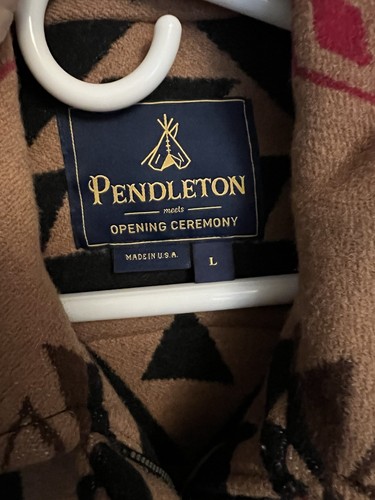 PENDLETON
meets
OPENING CEREMONY
MADE IN U.S.A.
L